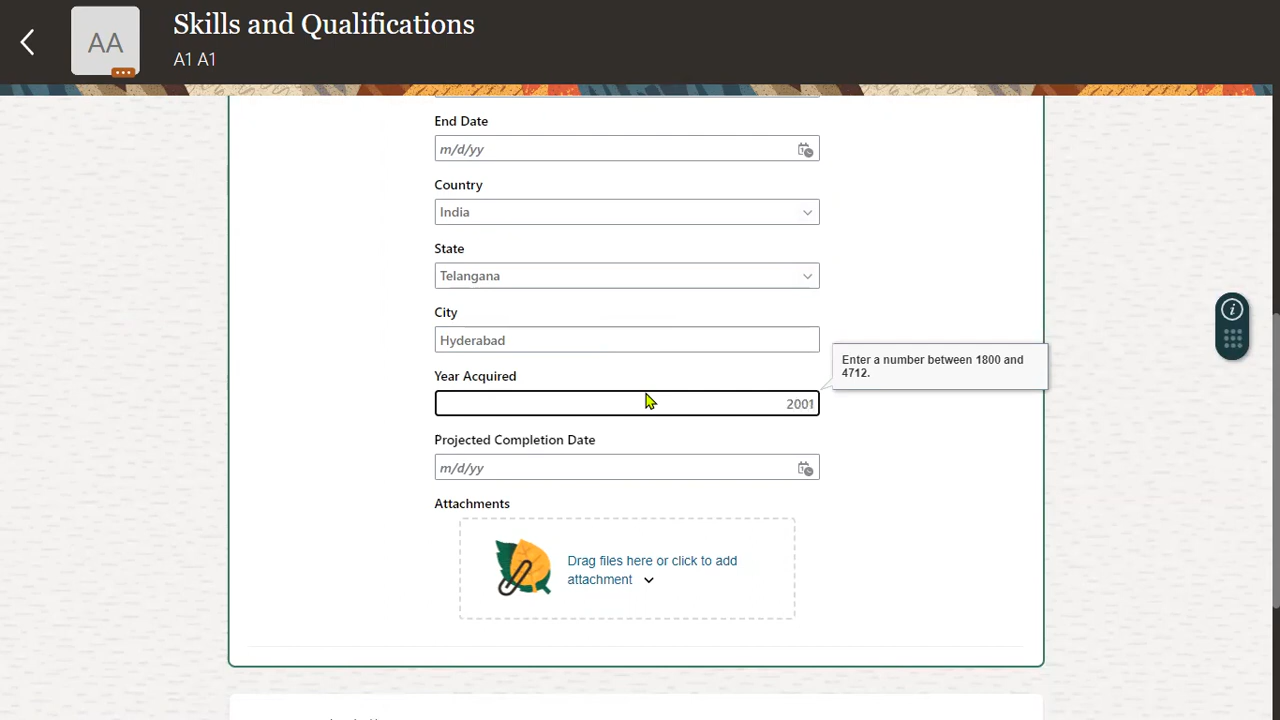 AA
Skills and Qualifications
A1 A1
End Date
m/d/yy
Country
India
State
Telangana
City
Hyderabad
Enter a number between 1800 and
4712.
Year Acquired
2001
Projected Completion Date
m/d/yy
Attachments
Drag files here or click to add
attachment